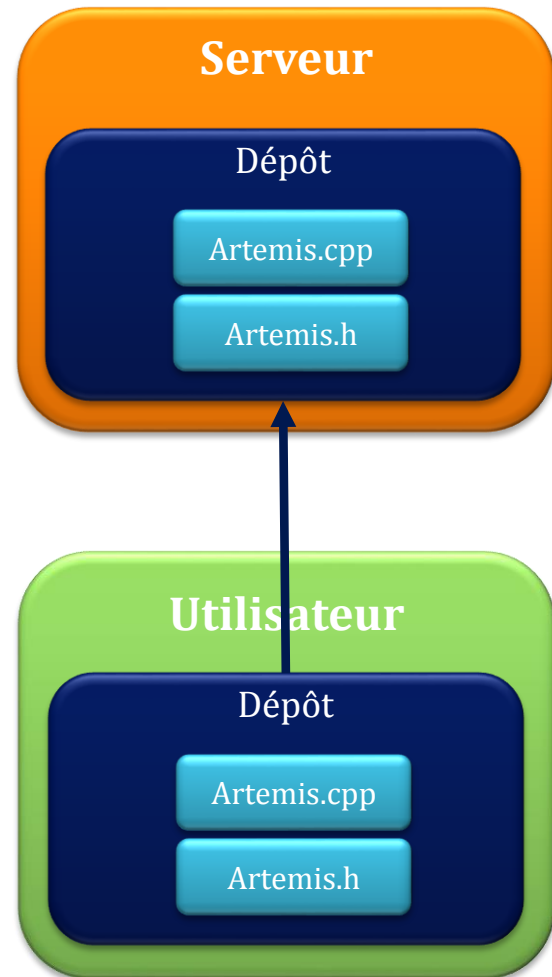 Serveur
Dépôt
Artemis.cpp
Artemis.h
Utilisateur
Dépôt
Artemis.cpp
Artemis.h